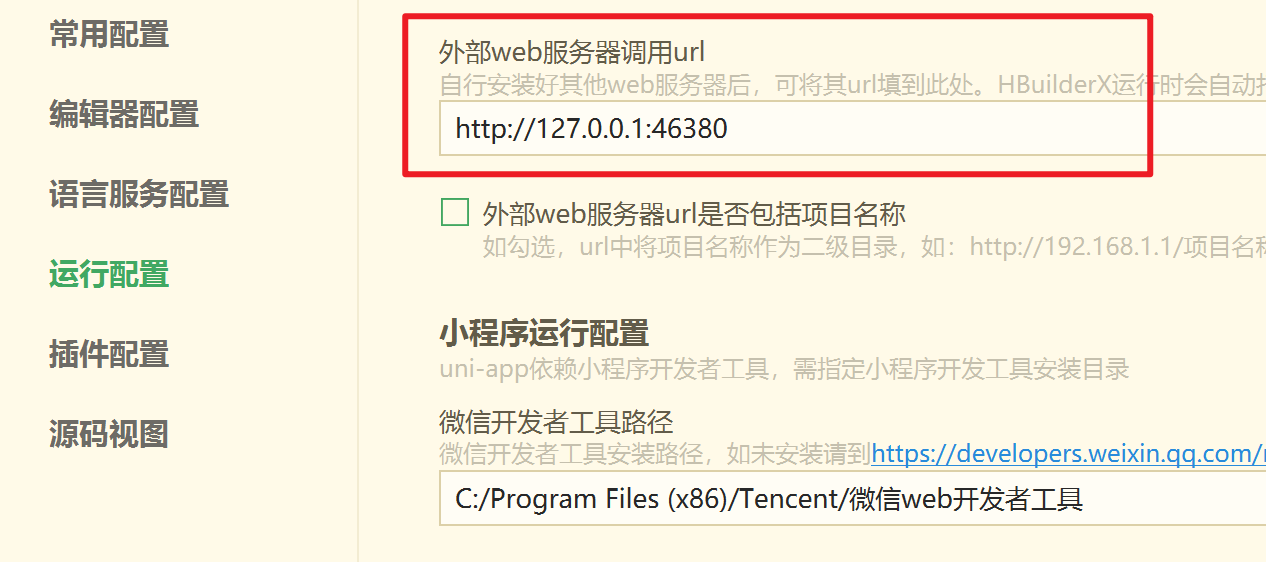 常用配置
编辑器配置
语言服务配置
运行配置
插件配置
源码视图
外部web服务器调用url
自行安装好其他web服务器后，可将其url填到此处。HBuilderX运行时会自动
http://127.0.0.1:46380
外部web服务器url是否包括项目名称
如勾选，url中将项目名称作为二级目录，如：http://192.168.1.1/项目名称
小程序运行配置
uni-app依赖小程序开发者工具，需指定小程序开发工具安装目录
微信开发者工具路径
微信开发者工具安装路径，如未安装请到https://developers.weixin.qq.com/
C:/Program Files (x86)/Tencent/微信web开发者工具